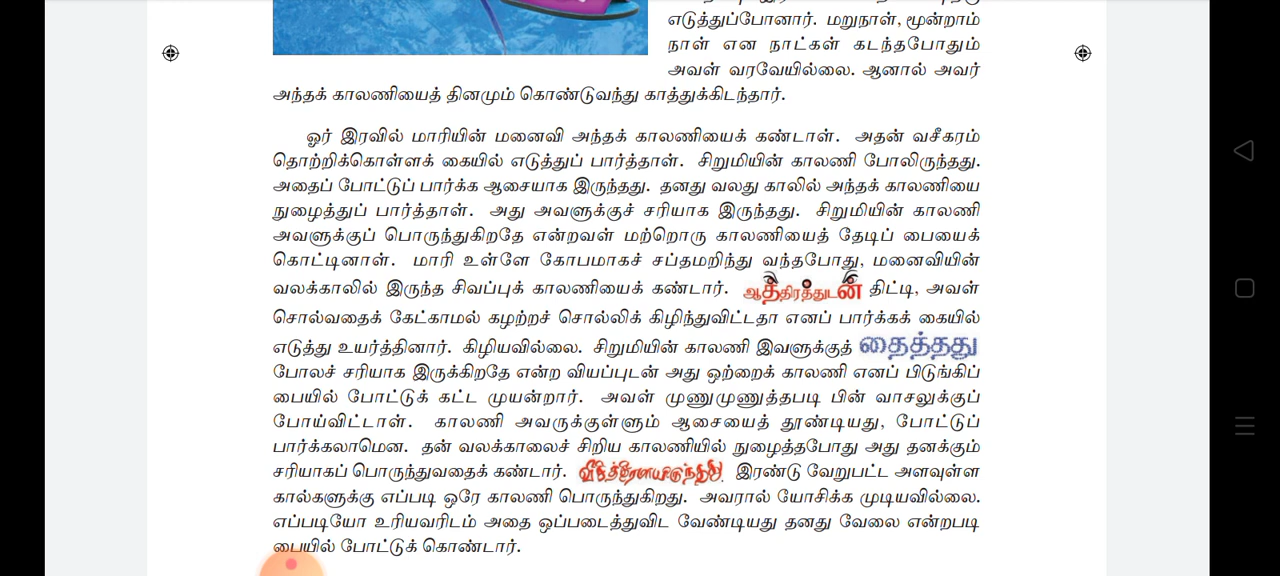 எடுத்துப்போனார். மறுநாள், மூன்றாம்
நாள் என நாட்கள் கடந்தபோதும்
அவள் வரவேயில்லை. ஆனால் அவர்
அந்தக் காலணியைத் தினமும் கொண்டுவந்து காத்துக்கிடந்தார்.
ஓர் இரவில் மாரியின் மனைவி அந்தக் காலணியைக் கண்டாள். அதன் வசீகரம்
தொற்றிக்கொள்ளக் கையில் எடுத்துப் பார்த்தாள். சிறுமியின் காலணி போலிருந்தது.
அதைப் போட்டுப் பார்க்க ஆசையாக இருந்தது. தனது வலது காலில் அந்தக் காலணியை
நுழைத்துப் பார்த்தாள். அது அவளுக்குச் சரியாக இருந்தது. சிறுமியின் காலணி
அவளுக்குப் பொருந்துகிறதே என்றவள் மற்றொரு காலணியைத் தேடிப் பையைக்
கொட்டினாள். மாரி உள்ளே கோபமாகச் சப்தமறிந்து வந்தபோது, மனைவியின்
வலக்காலில் இருந்த சிவப்புக் காலணியைக் கண்டார். ஆத்திரத்துடன் திட்டி, அவள்
சொல்வதைக் கேட்காமல் கழற்றச் சொல்லிக் கிழிந்துவிட்டதா எனப் பார்க்கக் கையில்
எடுத்து உயர்த்தினார். கிழியவில்லை. சிறுமியின் காலணி இவளுக்குத் தைத்தது
போலச் சரியாக இருக்கிறதே என்ற வியப்புடன் அது ஒற்றைக் காலணி எனப் பிடுங்கிப்
பையில் போட்டுக் கட்ட முயன்றார். அவள் முணுமுணுத்தபடி பின் வாசலுக்குப்
போய்விட்டாள். காலணி அவருக்குள்ளும் ஆசையைத் தூண்டியது, போட்டுப்
பார்க்கலாமென. தன் வலக்காலைச் சிறிய காலணியில் நுழைத்தபோது அது தனக்கும்
சரியாகப் பொருந்துவதைக் கண்டார். விசித்திரமாயிருந்தது. இரண்டு வேறுபட்ட அளவுள்ள
கால்களுக்கு எப்படி ஒரே காலணி பொருந்துகிறது. அவரால் யோசிக்க முடியவில்லை.
எப்படியோ உரியவரிடம் அதை ஒப்படைத்துவிட வேண்டியது தனது வேலை என்றபடி
பையில் போட்டுக் கொண்டார்.